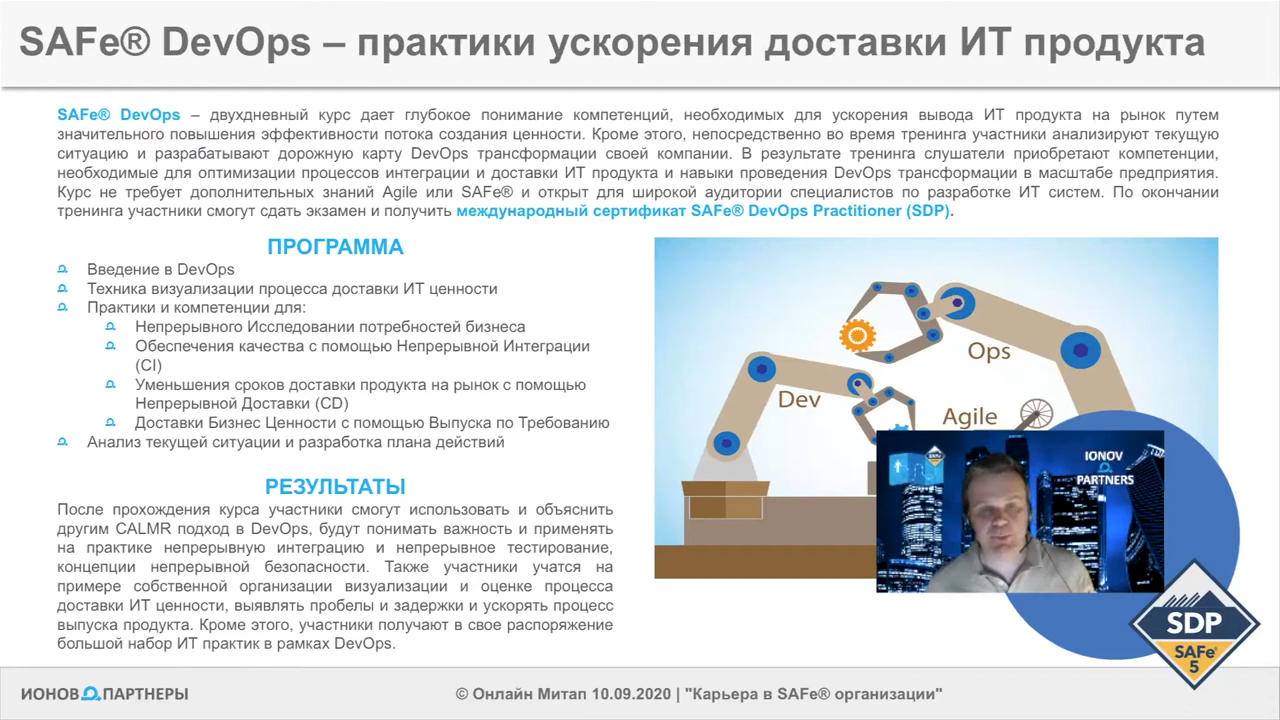 SAFe® DevOps – практики ускорения доставки ИТ продукта
SAFe® DevOps – двухдневный курс дает глубокое понимание компетенций, необходимых для ускорения вывода ИТ продукта на рынок путем
значительного повышения эффективности потока создания ценности. Кроме этого, непосредственно во время тренинга участники анализируют текущую
ситуацию и разрабатывают дорожную карту DevOps трансформации своей компании. В результате тренинга слушатели приобретают компетенции,
необходимые для оптимизации процессов интеграции и доставки ИТ продукта и навыки проведения DevOps трансформации в масштабе предприятия.
Курс не требует дополнительных знаний Agile или SAFe® и открыт для широкой аудитории специалистов по разработке ИТ систем. По окончании
тренинга участники смогут сдать экзамен и получить международный сертификат SAFe® DevOps Practitioner (SDP).
ПРОГРАММА
Введение в DevOps
Техника визуализации процесса доставки ИТ ценности
Практики и компетенции для:
Непрерывного Исследовании потребностей бизнеса
Обеспечения качества с помощью Непрерывной Интеграции
(CI)
Уменьшения сроков доставки продукта на рынок с помощью
Непрерывной Доставки (CD)
Доставки Бизнес Ценности с помощью Выпуска по Требованию
Анализ текущей ситуации и разработка плана действий
РЕЗУЛЬТАТЫ
После прохождения курса участники смогут использовать и объяснить
другим CALMR подход в DevOps, будут понимать важность и применять
на практике непрерывную интеграцию и непрерывное тестирование,
концепции непрерывной безопасности. Также участники учатся на
примере собственной организации визуализации и оценке процесса
доставки ИТ ценности, выявлять пробелы и задержки и ускорять процесс
выпуска продукта. Кроме этого, участники получают в свое распоряжение
большой набор ИТ практик в рамках DevOps.
Ops
Dev
Agile
IONOV
PARTNERS
SDP
SAFe®
5
ИОНОВ ПАРТНЕРЫ
© Онлайн Митап 10.09.2020 | "Карьера в SAFe® организации"